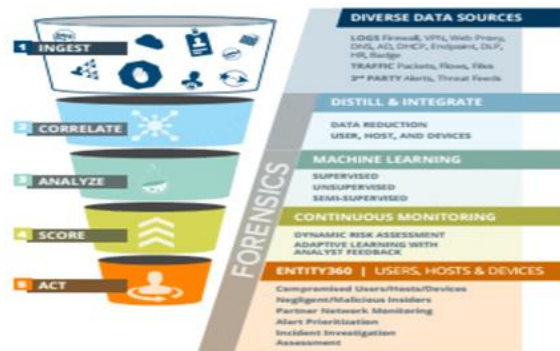 1 INGEST
DIVERSE DATA SOURCES
LOGS Firewall, VPN, Web Proxy,
DNS, AD, DHCP, Endpoint, DLP,
HR, Badge
TRAFFIC Packets, Flows, Files
3RD PARTY Alerts, Threat Feeds
2 CORRELATE
DISTILL & INTEGRATE
DATA REDUCTION
USER, HOST, AND DEVICES
3 ANALYZE
MACHINE LEARNING
SUPERVISED
UNSUPERVISED
SEMI-SUPERVISED
4 SCORE
CONTINUOUS MONITORING
DYNAMIC RISK ASSESSMENT
ADAPTIVE LEARNING WITH
ANALYST FEEDBACK
5 ACT
ENTITY360 | USERS, HOSTS & DEVICES
Compromised Users/Hosts/Devices
Negligent/Malicious Insiders
Partner Network Monitoring
Alert Prioritization
Incident Investigation
Assessment
FORENSICS